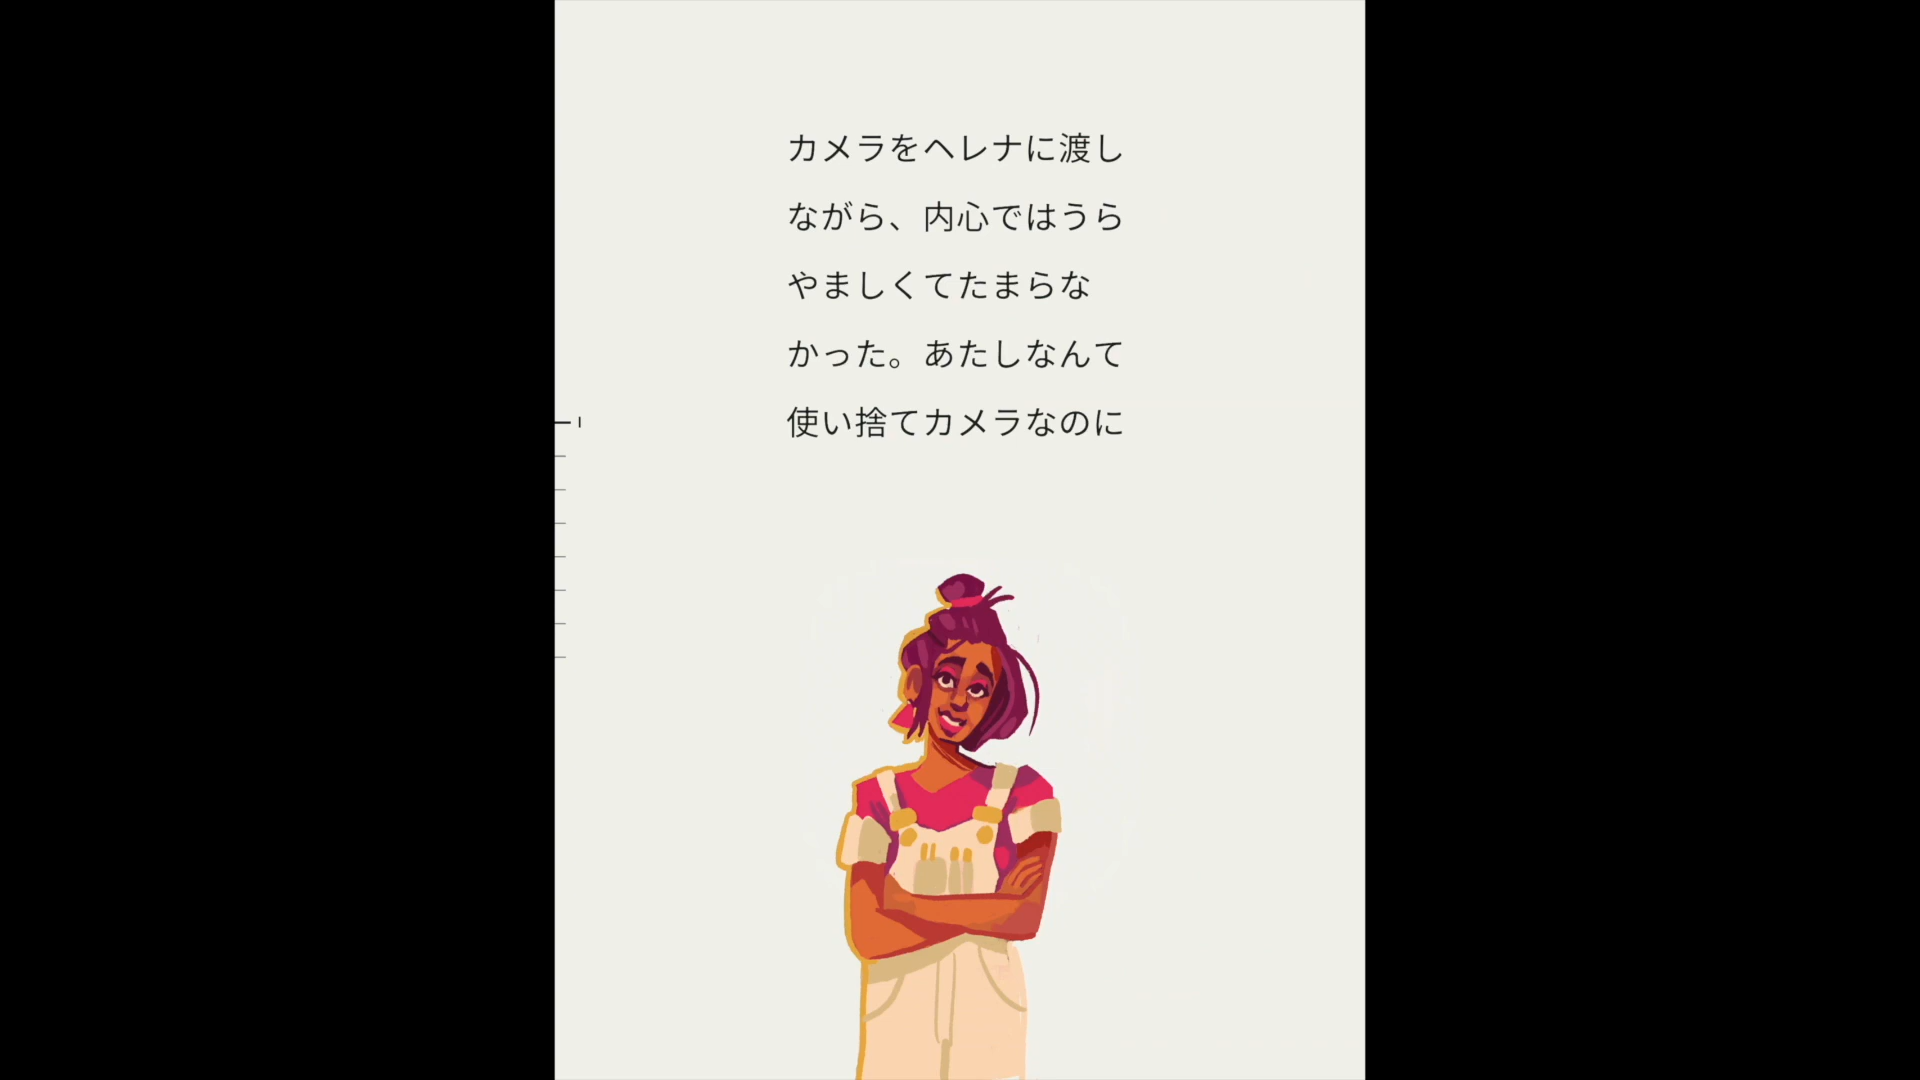 カメラをヘレナに渡し
ながら、内心ではうら
やましくてたまらな
かった。あたしなんて
使い捨てカメラなのに